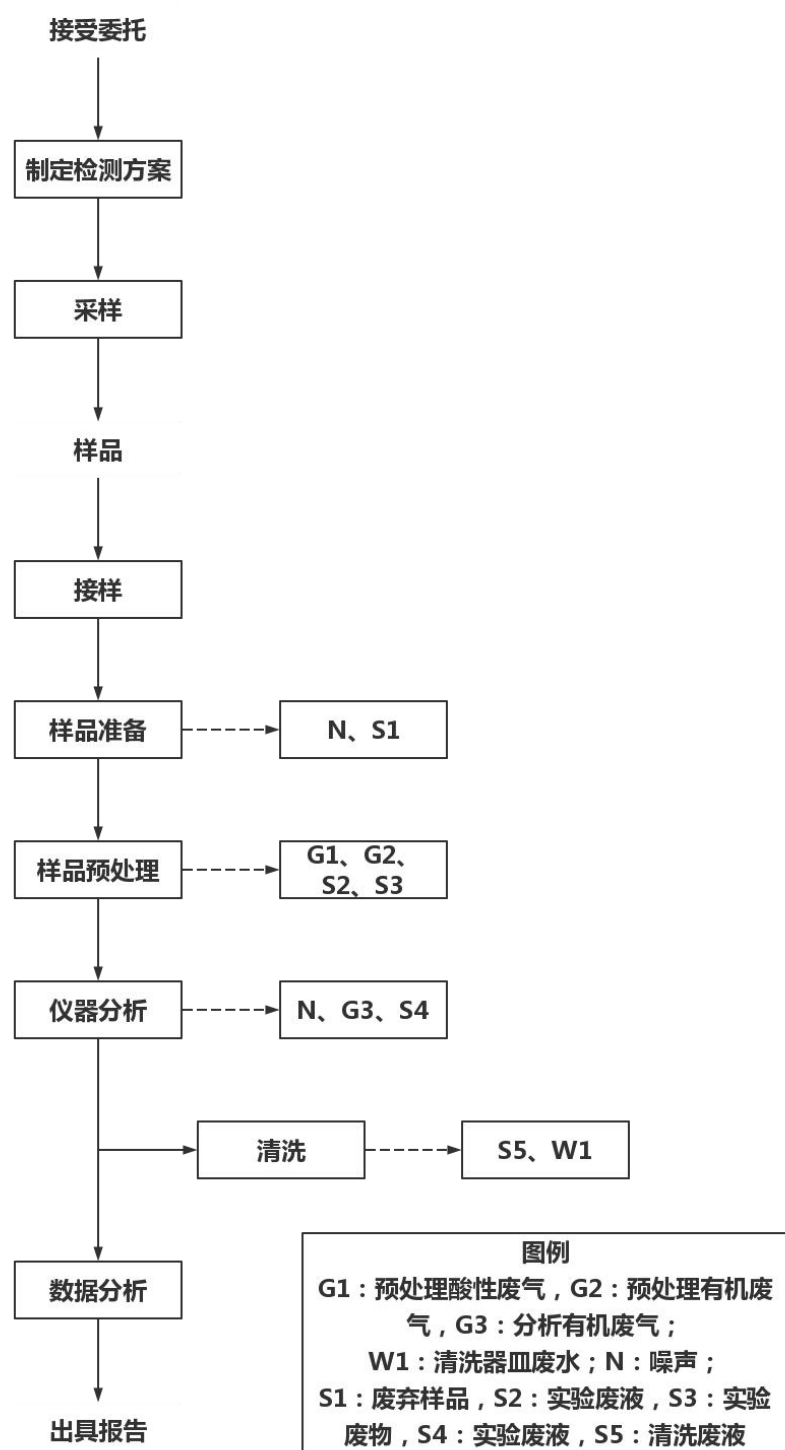 接受委托
制定检测方案
采样
样品
接样
样品准备
N、S1
样品预处理
G1、G2、
S2、S3
仪器分析
N、G3、S4
清洗
S5、W1
数据分析
出具报告
图例
G1：预处理酸性废气，G2：预处理有机废
气，G3：分析有机废气；
W1：清洗器皿废水；N：噪声；
S1：废弃样品，S2：实验废液，S3：实验
废物，S4：实验废液，S5：清洗废液